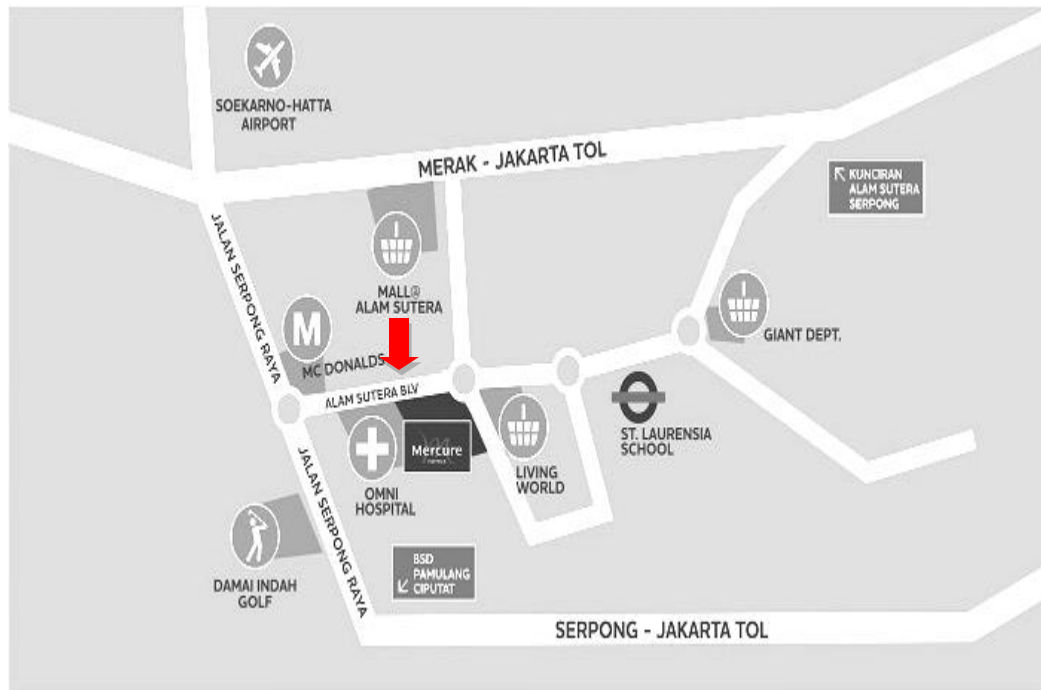 SOEKARNO-HATTA
AIRPORT
MERAK - JAKARTA TOL
KUNCIRAN
ALAM SUTERA
SERPONG
JALAN SERPONG RAYA
MALL@
ALAM SUTERA
M
MC DONALDS
GIANT DEPT.
ALAM SUTERA BLV
Mercure
ST. LAURENSIA
SCHOOL
LIVING
WORLD
OMNI
HOSPITAL
JALAN SERPONG RAYA
BSD
PAMULANG
CIPUTAT
DAMAI INDAH
GOLF
SERPONG - JAKARTA TOL